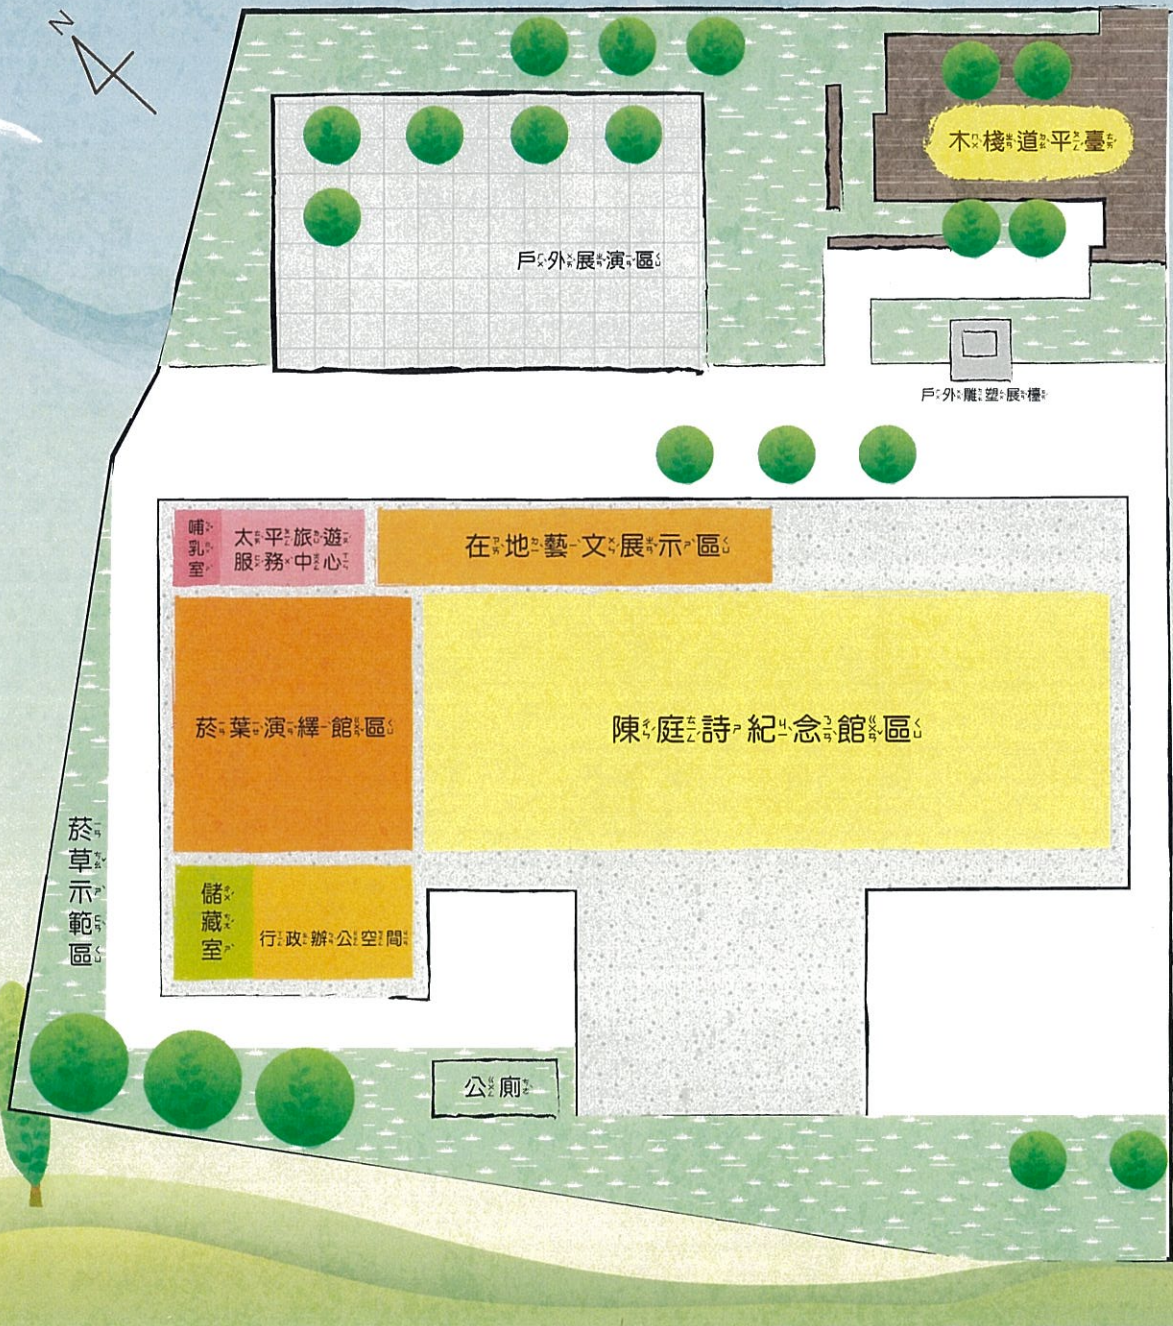 N
木棧道平臺
戶外展演區
戶外雕塑展檯
哺乳室
太平旅遊
服務中心
在地藝文展示區
菸葉演繹館區
陳庭詩紀念館區
菸草示範區
儲藏室
行政辦公空間
公廁